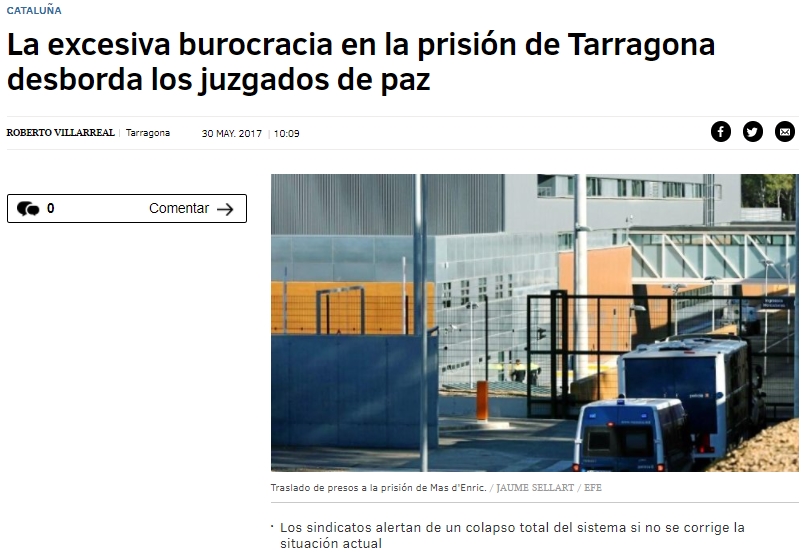 CATALUÑA
La excesiva burocracia en la prisión de Tarragona
desborda los juzgados de paz
ROBERTO VILLARREAL | Tarragona 30 MAY. 2017 | 10:09
0 Comentar →
Traslado de presos a la prisión de Mas d'Enric. / JAUME SELLART / EFE
· Los sindicatos alertan de un colapso total del sistema si no se corrige la
situación actual